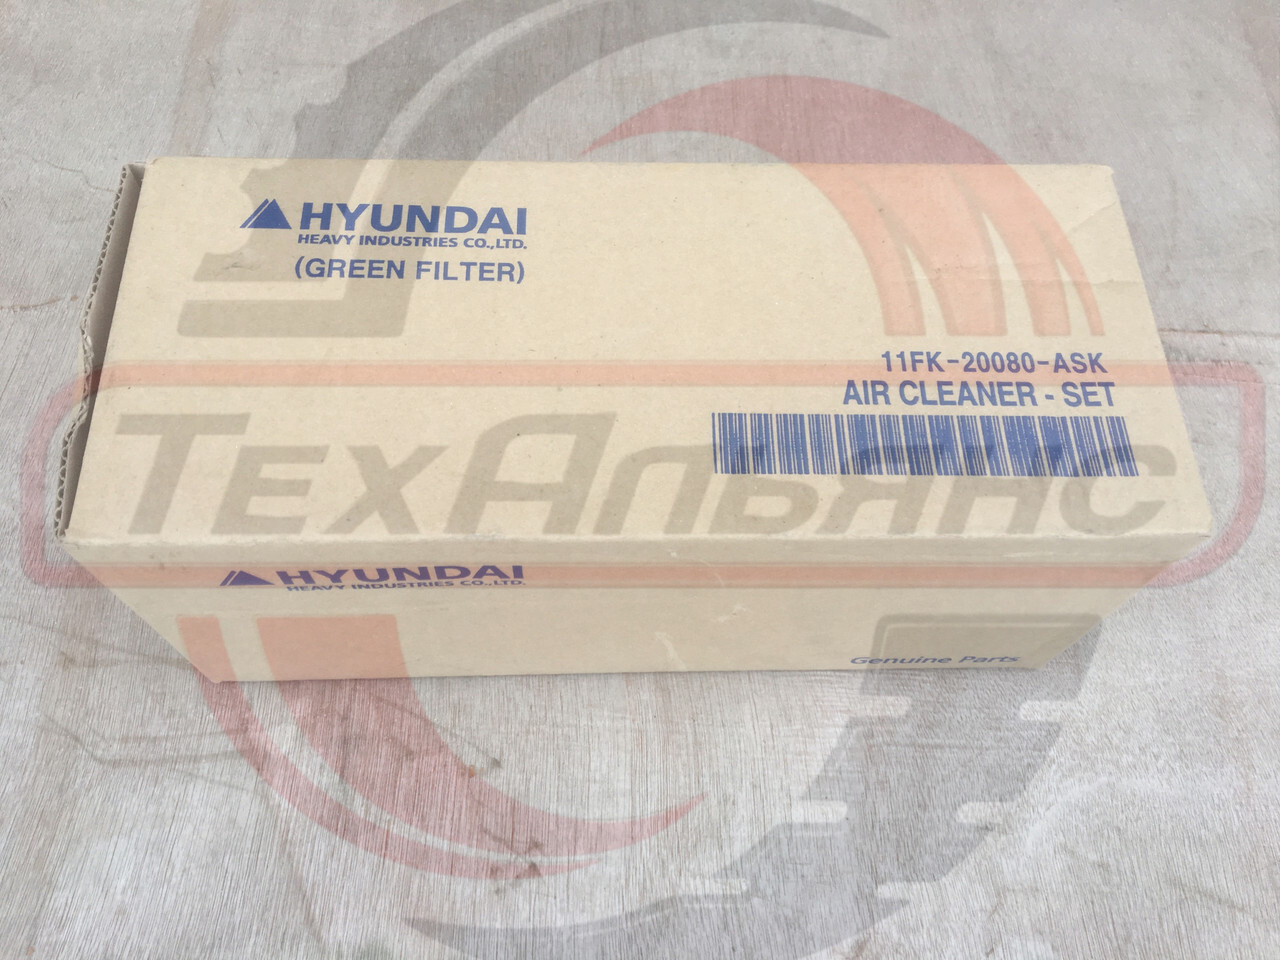 HYUNDAI
HEAVY INDUSTRIES CO.,LTD.
(GREEN FILTER)
11FK-20080-ASK
AIR CLEANER - SET
ТЕХАЛЬЯНС
HYUNDAI
HEAVY INDUSTRIES CO.,LTD.
Genuine Parts